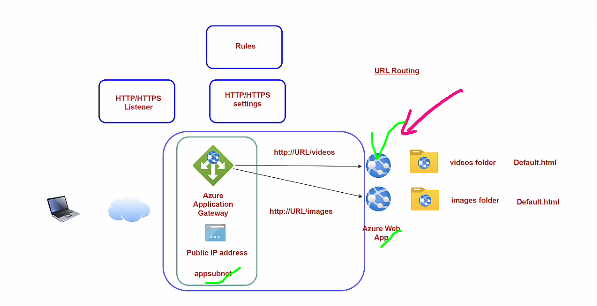 Rules
URL Routing
HTTP/HTTPS
Listener
HTTP/HTTPS
settings
http://URL/videos
videos folder
Default.html
Azure
Application
Gateway
http://URL/images
images folder
Default.html
Azure Web
App
Public IP address
appsubnet